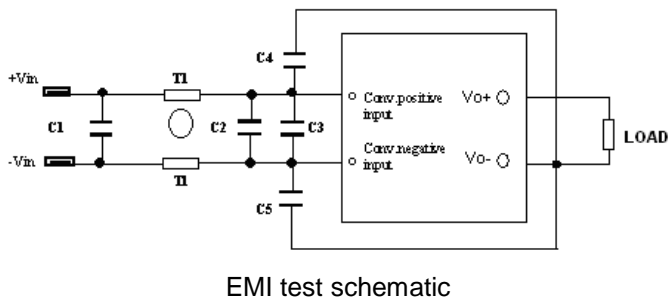 C4
+Vin
T1
Conv.positive
input
Vo+
C1
C2
C3
LOAD
-Vin
T1
Conv.negative
input
Vo-
C5
EMI test schematic